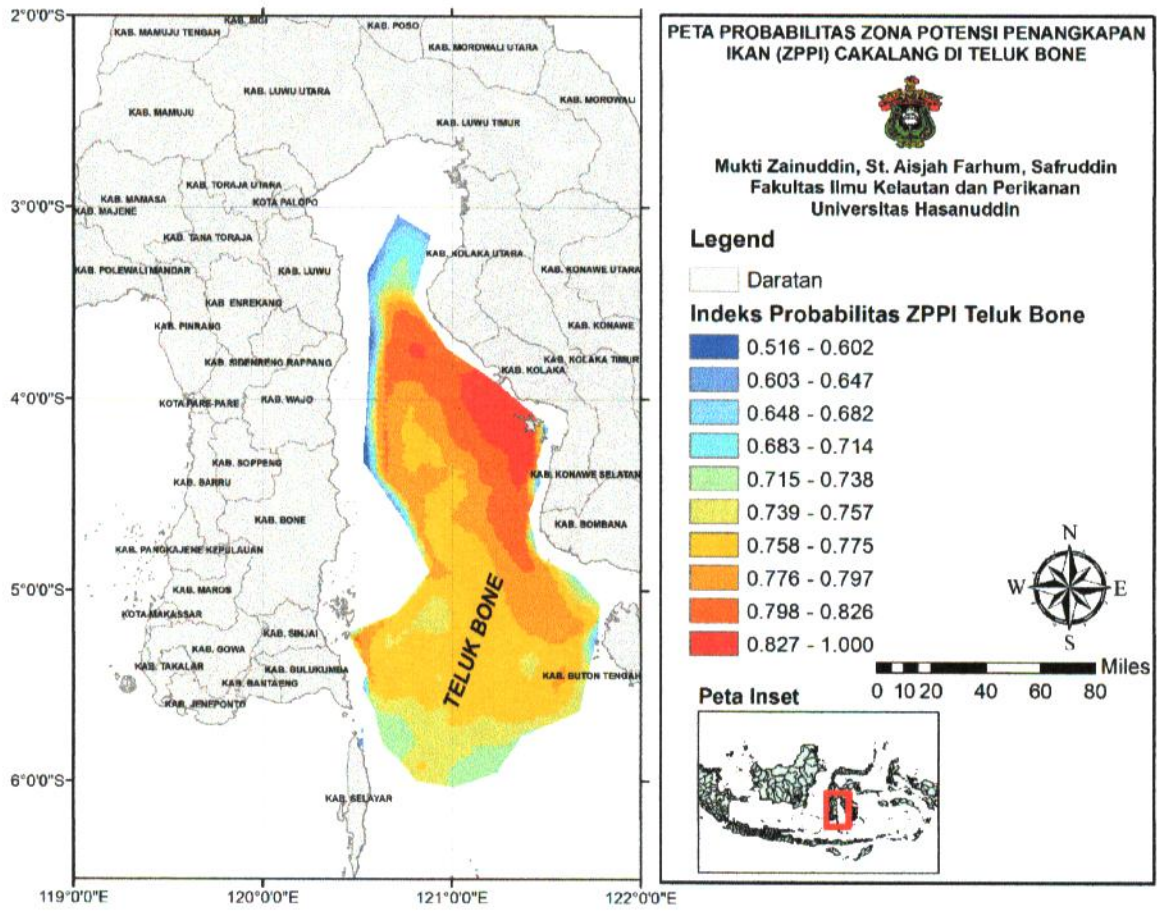 2°0'0"S
3°0'0"S
4°0'0"S
5°0'0"S
6°0'0"S
119°0'0"E
120°0'0"E
121°0'0"E
122°0'0"E
KAB. SIGI
KAB. POSO
KAB. MAMUJU TENGAH
KAB. MOROWALI UTARA
KAB. LUWU UTARA
KAB. MOROWALI
KAB. MAMUJU
KAB. LUWU TIMUR
KAB. TORAJA UTARA
KAB. MAMASA
KOTA PALOPO
KAB. MAJENE
KAB. TANA TORAJA
KAB. KOLAKA UTARA
KAB. POLEWALI MANDAR
KAB. LUWU
KAB. KONAWE UTARA
KAB. ENREKANG
KAB. PINRANG
KAB. KONAWE
KAB. SIDENRENG RAPPANG
KAB. KOLAKA TIMUR
KAB. KOLAKA
KOTA PARE-PARE
KAB. WAJO
KAB. SOPPENG
KAB. BARRU
KAB. KONAWE SELATAN
KAB. BONE
KAB. BOMBANA
KAB. PANGKAJENE KEPULAUAN
KAB. MAROS
KOTA MAKASSAR
KAB. SINJAI
KAB. GOWA
KAB. TAKALAR
KAB. BULUKUMBA
KAB. BANTAENG
KAB. BUTON TENGAH
KAB. JENEPONTO
KAB. SELAYAR
TELUK BONE
PETA PROBABILITAS ZONA POTENSI PENANGKAPAN
IKAN (ZPPI) CAKALANG DI TELUK BONE
Mukti Zainuddin, St. Aisjah Farhum, Safruddin
Fakultas Ilmu Kelautan dan Perikanan
Universitas Hasanuddin
Legend
Daratan
Indeks Probabilitas ZPPI Teluk Bone
0.516 - 0.602
0.603 - 0.647
0.648 - 0.682
0.683 - 0.714
0.715 - 0.738
0.739 - 0.757
0.758 - 0.775
0.776 - 0.797
0.798 - 0.826
0.827 - 1.000
N
W E
S
Miles
0 10 20 40 60 80
Peta Inset